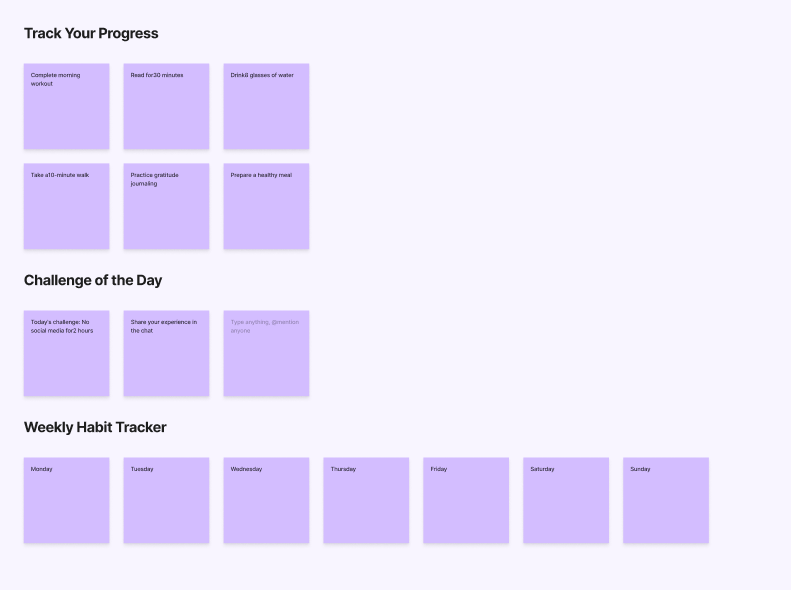 Track Your Progress
Complete morning
workout
Read for30 minutes
Drink8 glasses of water
Take a10-minute walk
Practice gratitude
journaling
Prepare a healthy meal
Challenge of the Day
Today's challenge: No
social media for2 hours
Share your experience in
the chat
Type anything, @mention
anyone
Weekly Habit Tracker
Monday
Tuesday
Wednesday
Thursday
Friday
Saturday
Sunday